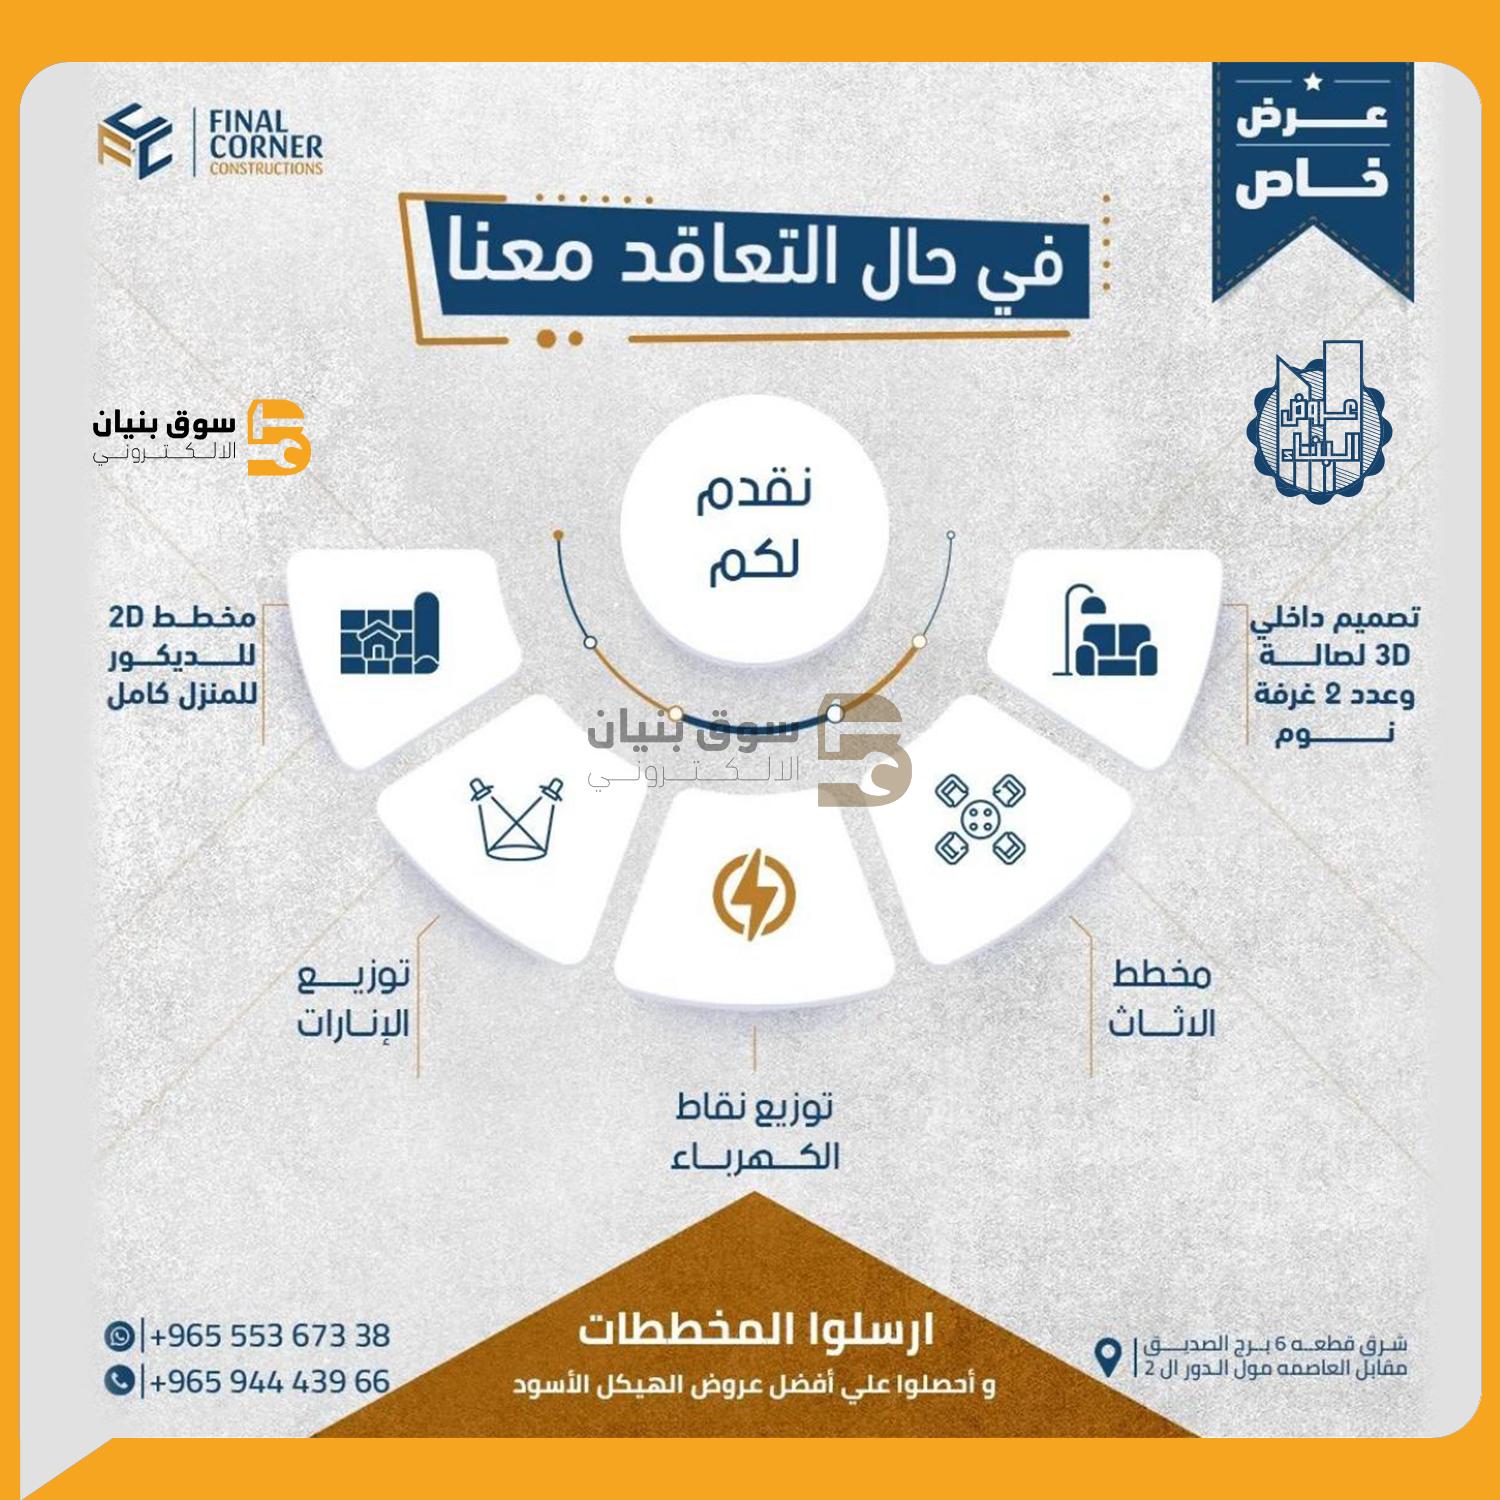 FINAL
CORNER
CONSTRUCTIONS
عرض
خاص
في حال التعاقد معنا
سوق بنيان
الالكتروني
عروض
البناء
نقدم
لكم
تصميم داخلي
3D لصالة
وعدد 2 غرفة
نوم
مخطط 2D
للديكور
للمنزل كامل
سوق بنيان
الالكتروني
مخطط
الاثاث
توزيع
الإنارات
توزيع نقاط
الكهرباء
ارسلوا المخططات
و أحصلوا علي أفضل عروض الهيكل الأسود
+965 553 673 38
+965 944 439 66
شرق قطعه 6 برج الصديق
مقابل العاصمه مول الدور ال 2